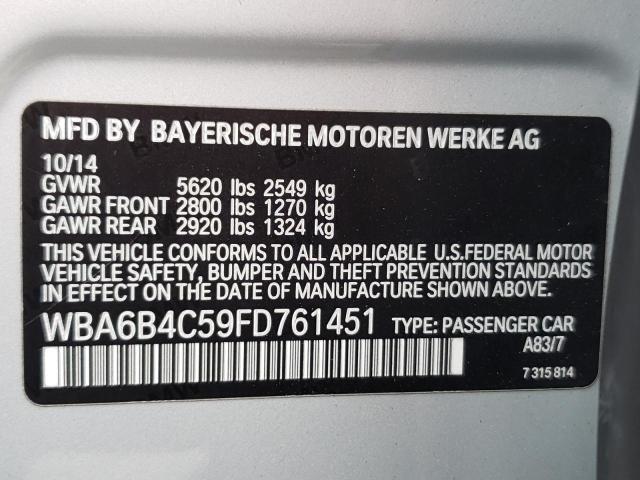 MFD BY BAYERISCHE MOTOREN WERKE AG
10/14
GVWR 5620 lbs 2549 kg
GAWR FRONT 2800 lbs 1270 kg
GAWR REAR 2920 lbs 1324 kg
THIS VEHICLE CONFORMS TO ALL APPLICABLE U.S.FEDERAL MOTOR
VEHICLE SAFETY, BUMPER AND THEFT PREVENTION STANDARDS
IN EFFECT ON THE DATE OF MANUFACTURE SHOWN ABOVE.
WBA6B4C59FD761451 TYPE: PASSENGER CAR
A83/7
7 315 814